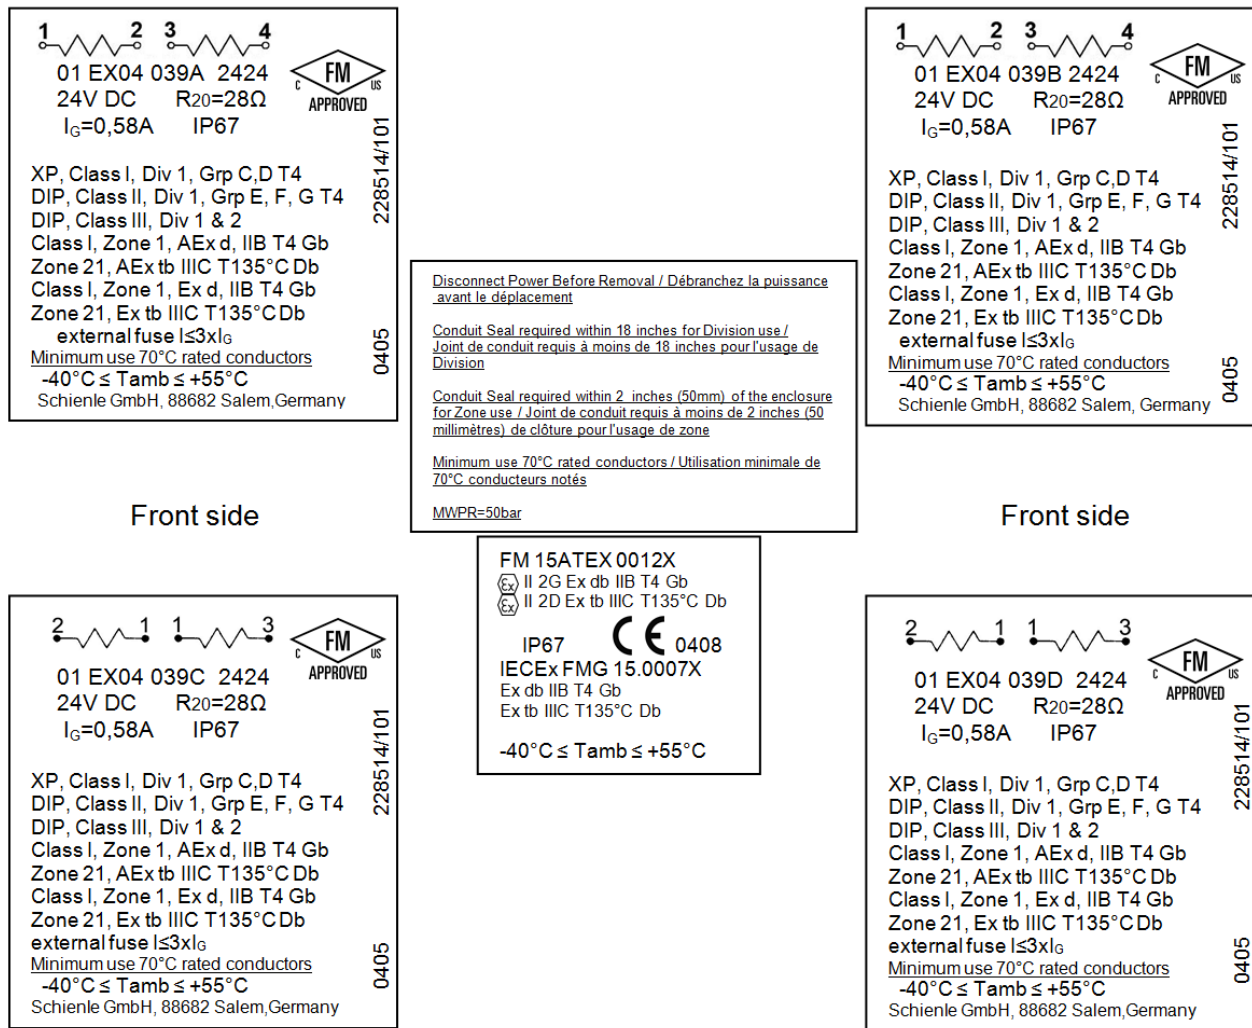 1 2 3 4
01 EX04 039A 2424
24V DC R20=28Ω
IG=0,58A IP67
C FM US
APPROVED
228514/101
XP, Class I, Div 1, Grp C,D T4
DIP, Class II, Div 1, Grp E, F, G T4
DIP, Class III, Div 1 & 2
Class I, Zone 1, AEx d, IIB T4 Gb
Zone 21, AEx tb IIIC T135°C Db
Class I, Zone 1, Ex d, IIB T4 Gb
Zone 21, Ex tb IIIC T135°C Db
external fuse I≤3xIG
Minimum use 70°C rated conductors
-40°C ≤ Tamb ≤ +55°C
0405
Schienle GmbH, 88682 Salem,Germany
Front side
1 2 3 4
01 EX04 039B 2424
24V DC R20=28Ω
IG=0,58A IP67
C FM US
APPROVED
228514/101
XP, Class I, Div 1, Grp C,D T4
DIP, Class II, Div 1, Grp E, F, G T4
DIP, Class III, Div 1 & 2
Class I, Zone 1, AEx d, IIB T4 Gb
Zone 21, AEx tb IIIC T135°C Db
Class I, Zone 1, Ex d, IIB T4 Gb
Zone 21, Ex tb IIIC T135°C Db
external fuse I≤3xIG
Minimum use 70°C rated conductors
-40°C ≤ Tamb ≤ +55°C
0405
Schienle GmbH, 88682 Salem, Germany
Front side
Disconnect Power Before Removal / Débranchez la puissance
avant le déplacement
Conduit Seal required within 18 inches for Division use /
Joint de conduit requis à moins de 18 inches pour l'usage de
Division
Conduit Seal required within 2 inches (50mm) of the enclosure
for Zone use / Joint de conduit requis à moins de 2 inches (50
millimètres) de clôture pour l'usage de zone
Minimum use 70°C rated conductors / Utilisation minimale de
70°C conducteurs notés
MWPR=50bar
FM 15ATEX 0012X
Ex II 2G Ex db IIB T4 Gb
Ex II 2D Ex tb IIIC T135°C Db
IP67 CE 0408
IECEx FMG 15.0007X
Ex db IIB T4 Gb
Ex tb IIIC T135°C Db
-40°C ≤ Tamb ≤ +55°C
2 1 1 3
01 EX04 039C 2424
24V DC R20=28Ω
IG=0,58A IP67
C FM US
APPROVED
228514/101
XP, Class I, Div 1, Grp C,D T4
DIP, Class II, Div 1, Grp E, F, G T4
DIP, Class III, Div 1 & 2
Class I, Zone 1, AEx d, IIB T4 Gb
Zone 21, AEx tb IIIC T135°C Db
Class I, Zone 1, Ex d, IIB T4 Gb
Zone 21, Ex tb IIIC T135°C Db
external fuse I≤3xIG
Minimum use 70°C rated conductors
-40°C ≤ Tamb ≤ +55°C
0405
Schienle GmbH, 88682 Salem,Germany
2 1 1 3
01 EX04 039D 2424
24V DC R20=28Ω
IG=0,58A IP67
C FM US
APPROVED
228514/101
XP, Class I, Div 1, Grp C,D T4
DIP, Class II, Div 1, Grp E, F, G T4
DIP, Class III, Div 1 & 2
Class I, Zone 1, AEx d, IIB T4 Gb
Zone 21, AEx tb IIIC T135°C Db
Class I, Zone 1, Ex d, IIB T4 Gb
Zone 21, Ex tb IIIC T135°C Db
external fuse I≤3xIG
Minimum use 70°C rated conductors
-40°C ≤ Tamb ≤ +55°C
0405
Schienle GmbH, 88682 Salem, Germany